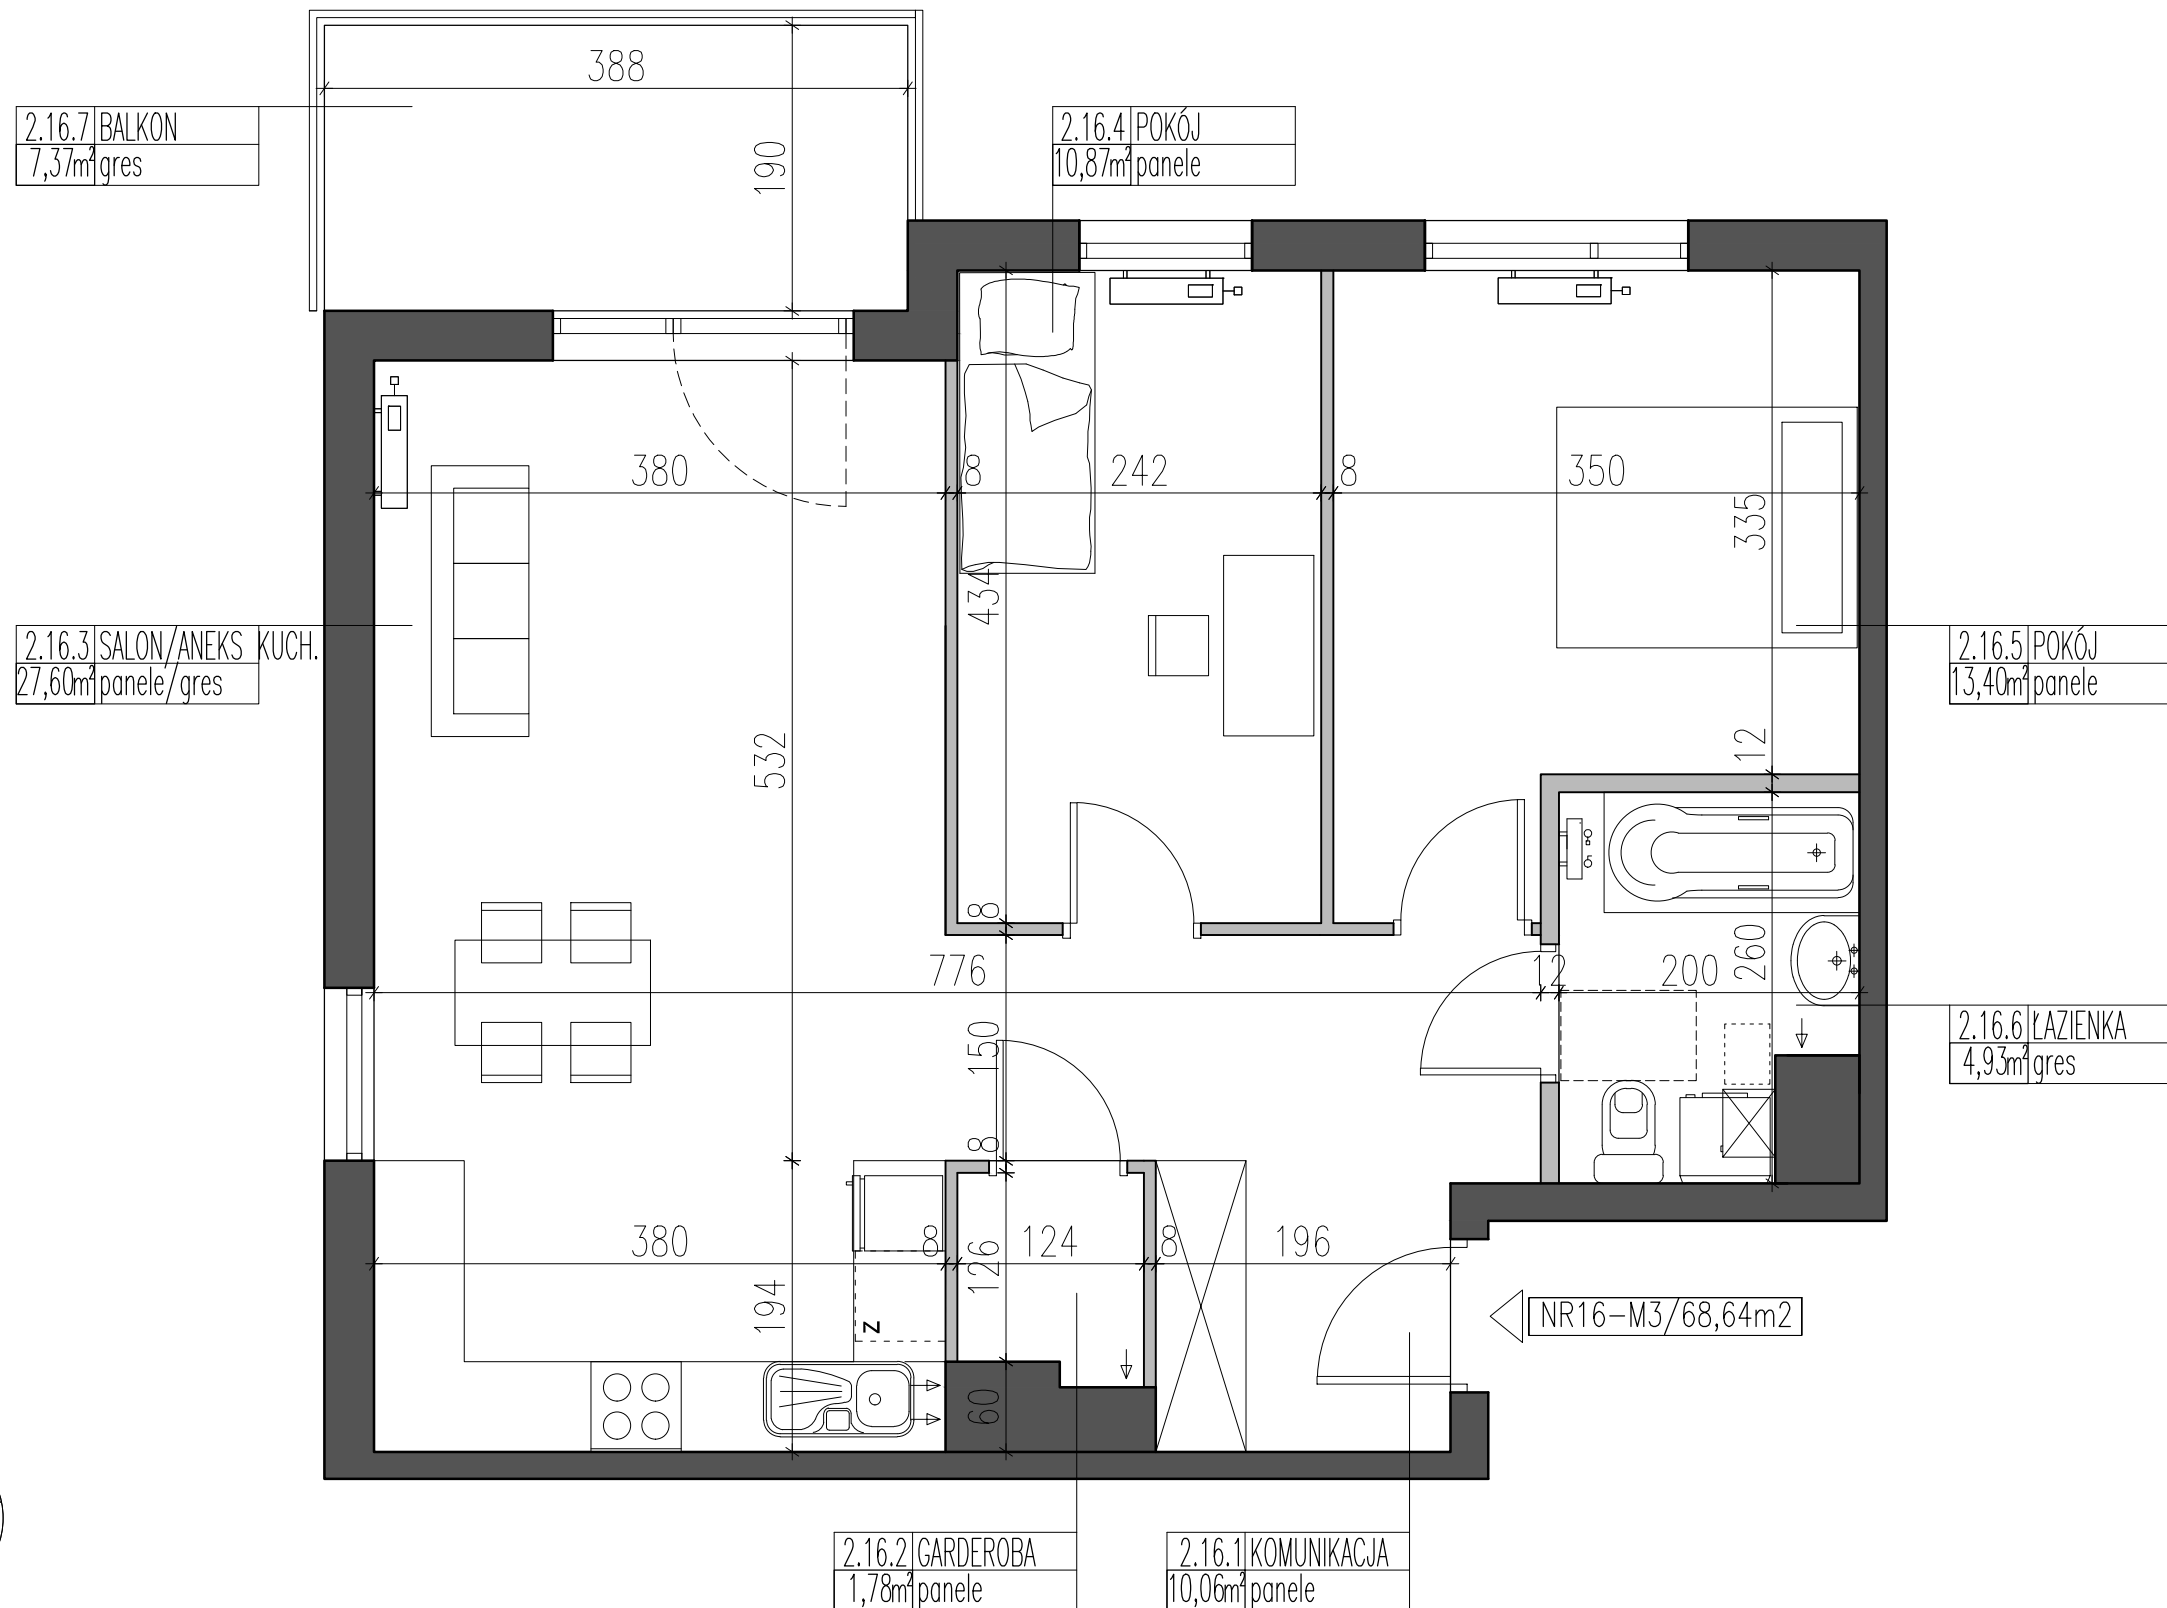 388
2.16.7 BALKON
7,37m² gres
190
2.16.4 POKÓJ
10,87m² panele
380
8
242
8
350
335
434
2.16.3 SALON/ANEKS KUCH.
27,60m² panele/gres
2.16.5 POKÓJ
13,40m² panele
532
12
8
776
12
200
260
150
2.16.6 ŁAZIENKA
4,93m² gres
8
380
8
124
8
196
126
194
z
NR16-M3/68,64m2
60
2.16.2 GARDEROBA
1,78m² panele
2.16.1 KOMUNIKACJA
10,06m² panele